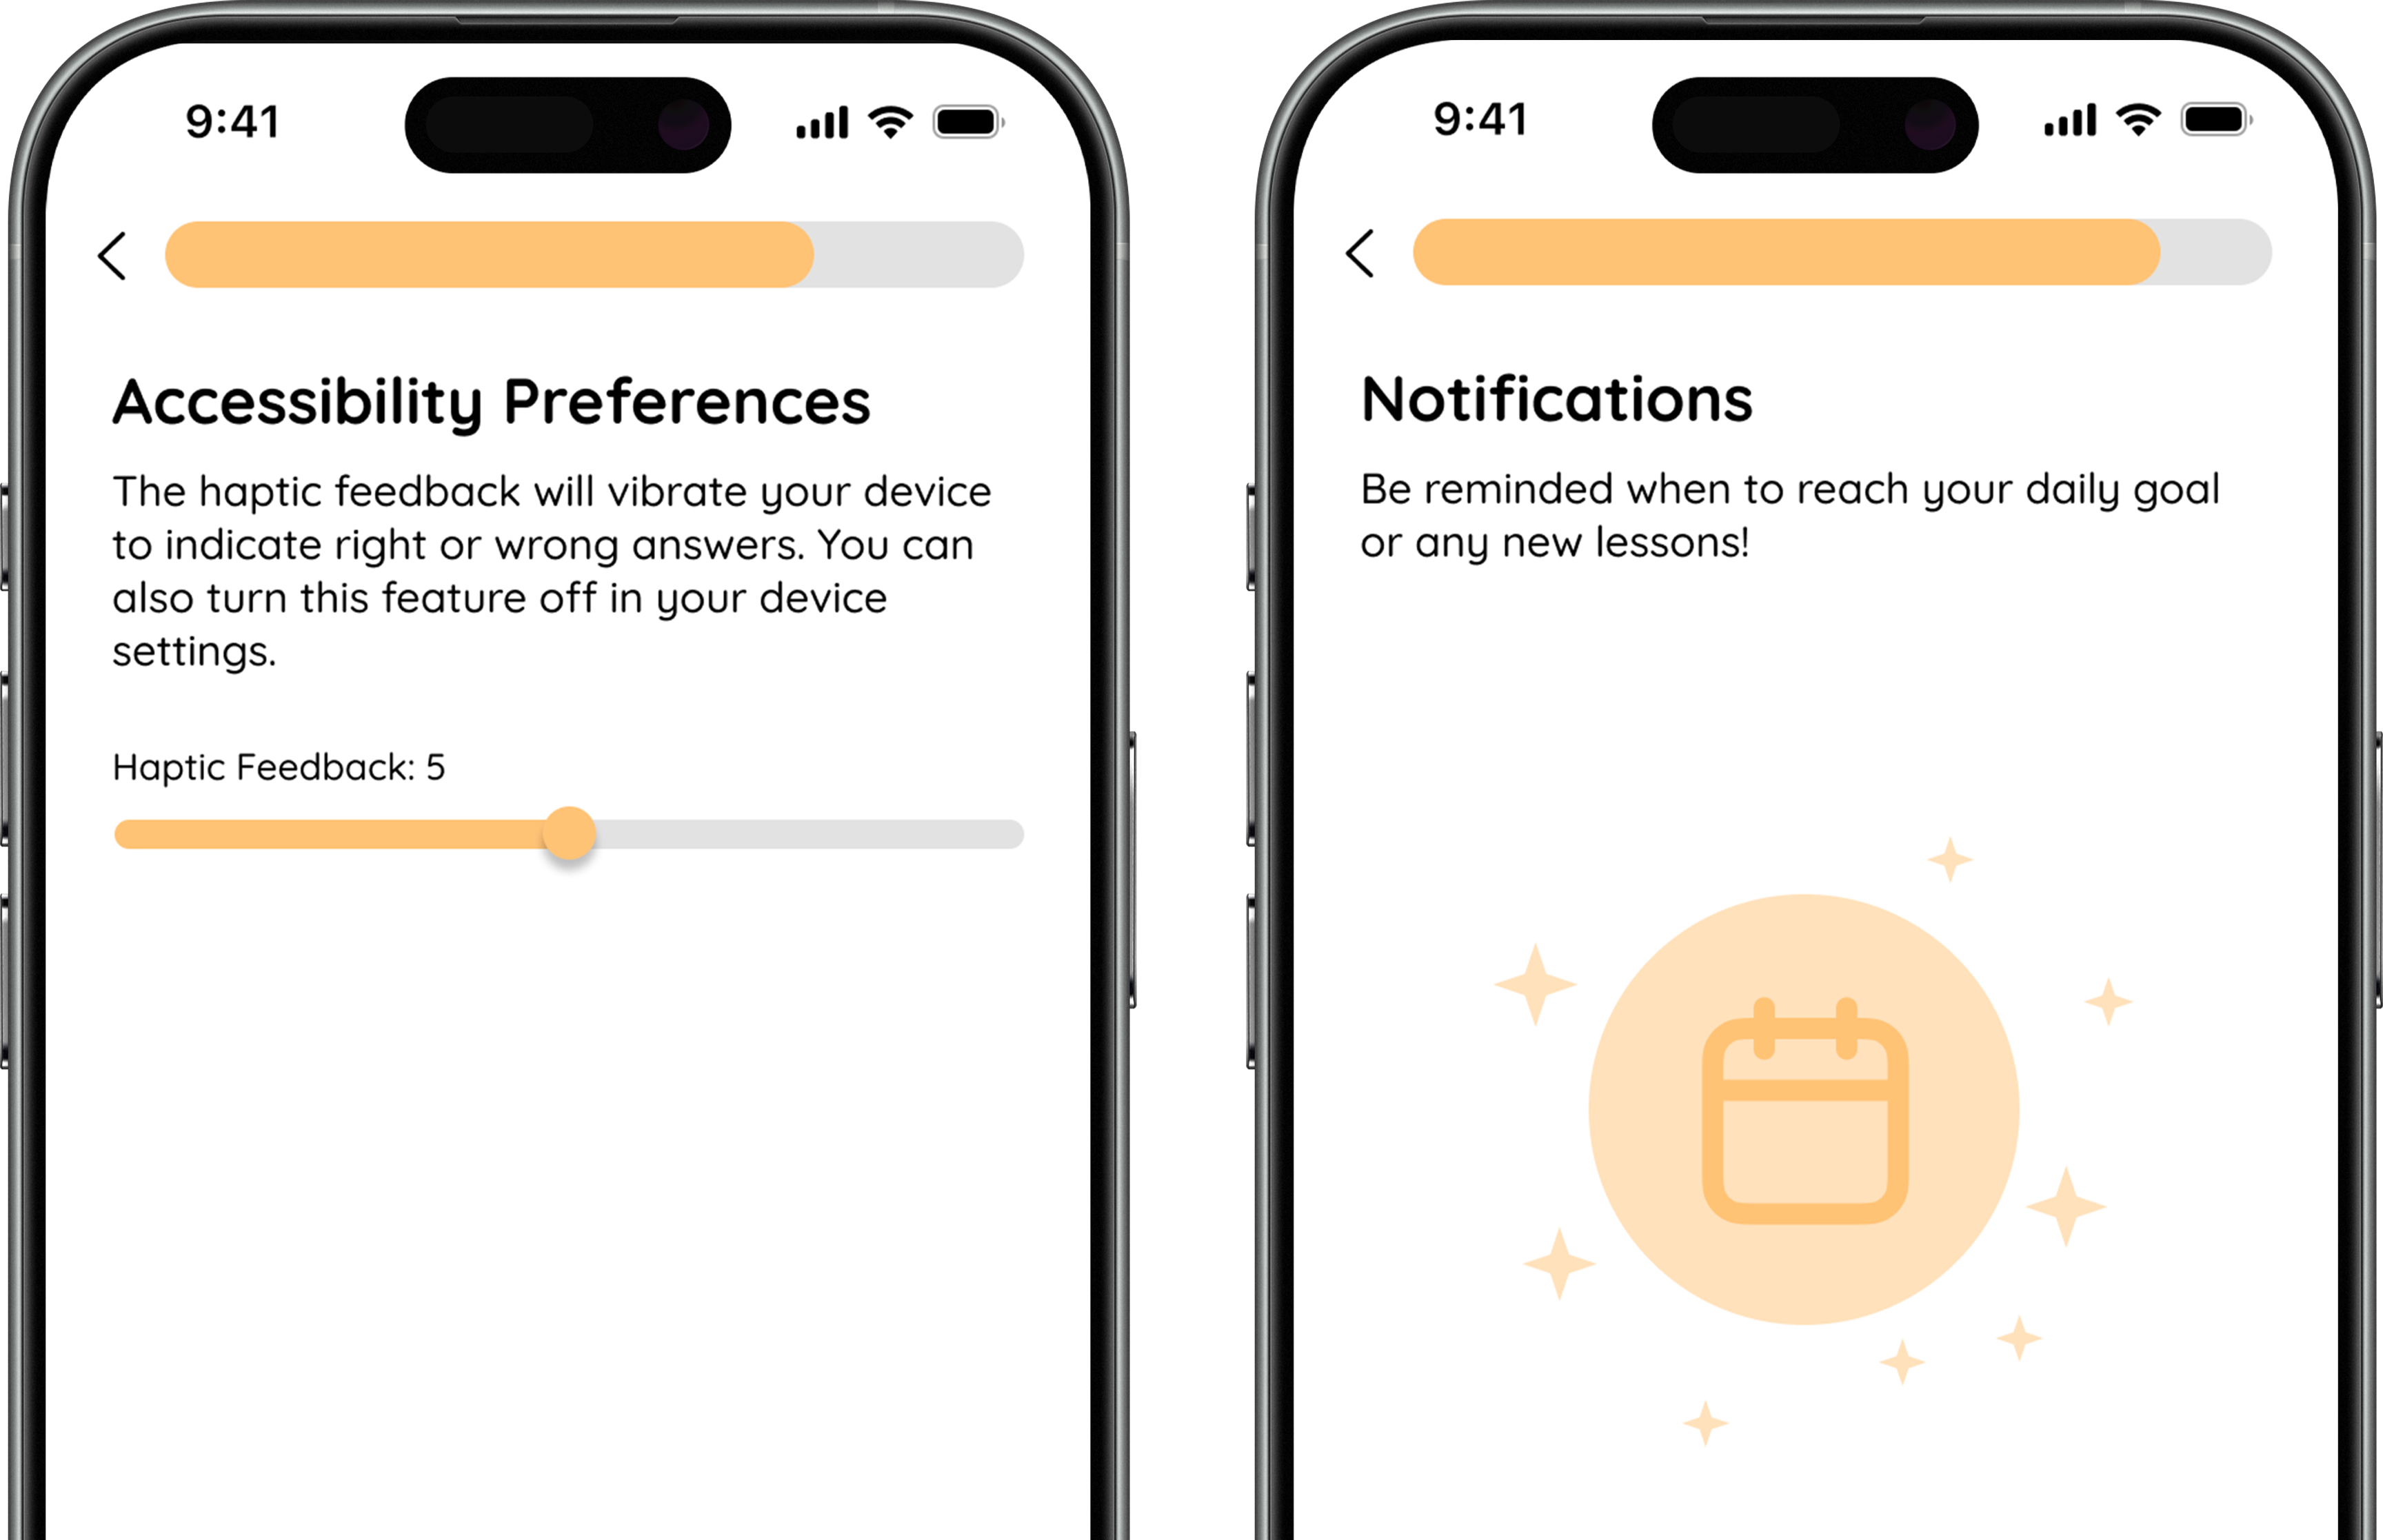 9:41
Accessibility Preferences
The haptic feedback will vibrate your device
to indicate right or wrong answers. You can
also turn this feature off in your device
settings.
Haptic Feedback: 5
9:41
Notifications
Be reminded when to reach your daily goal
or any new lessons!